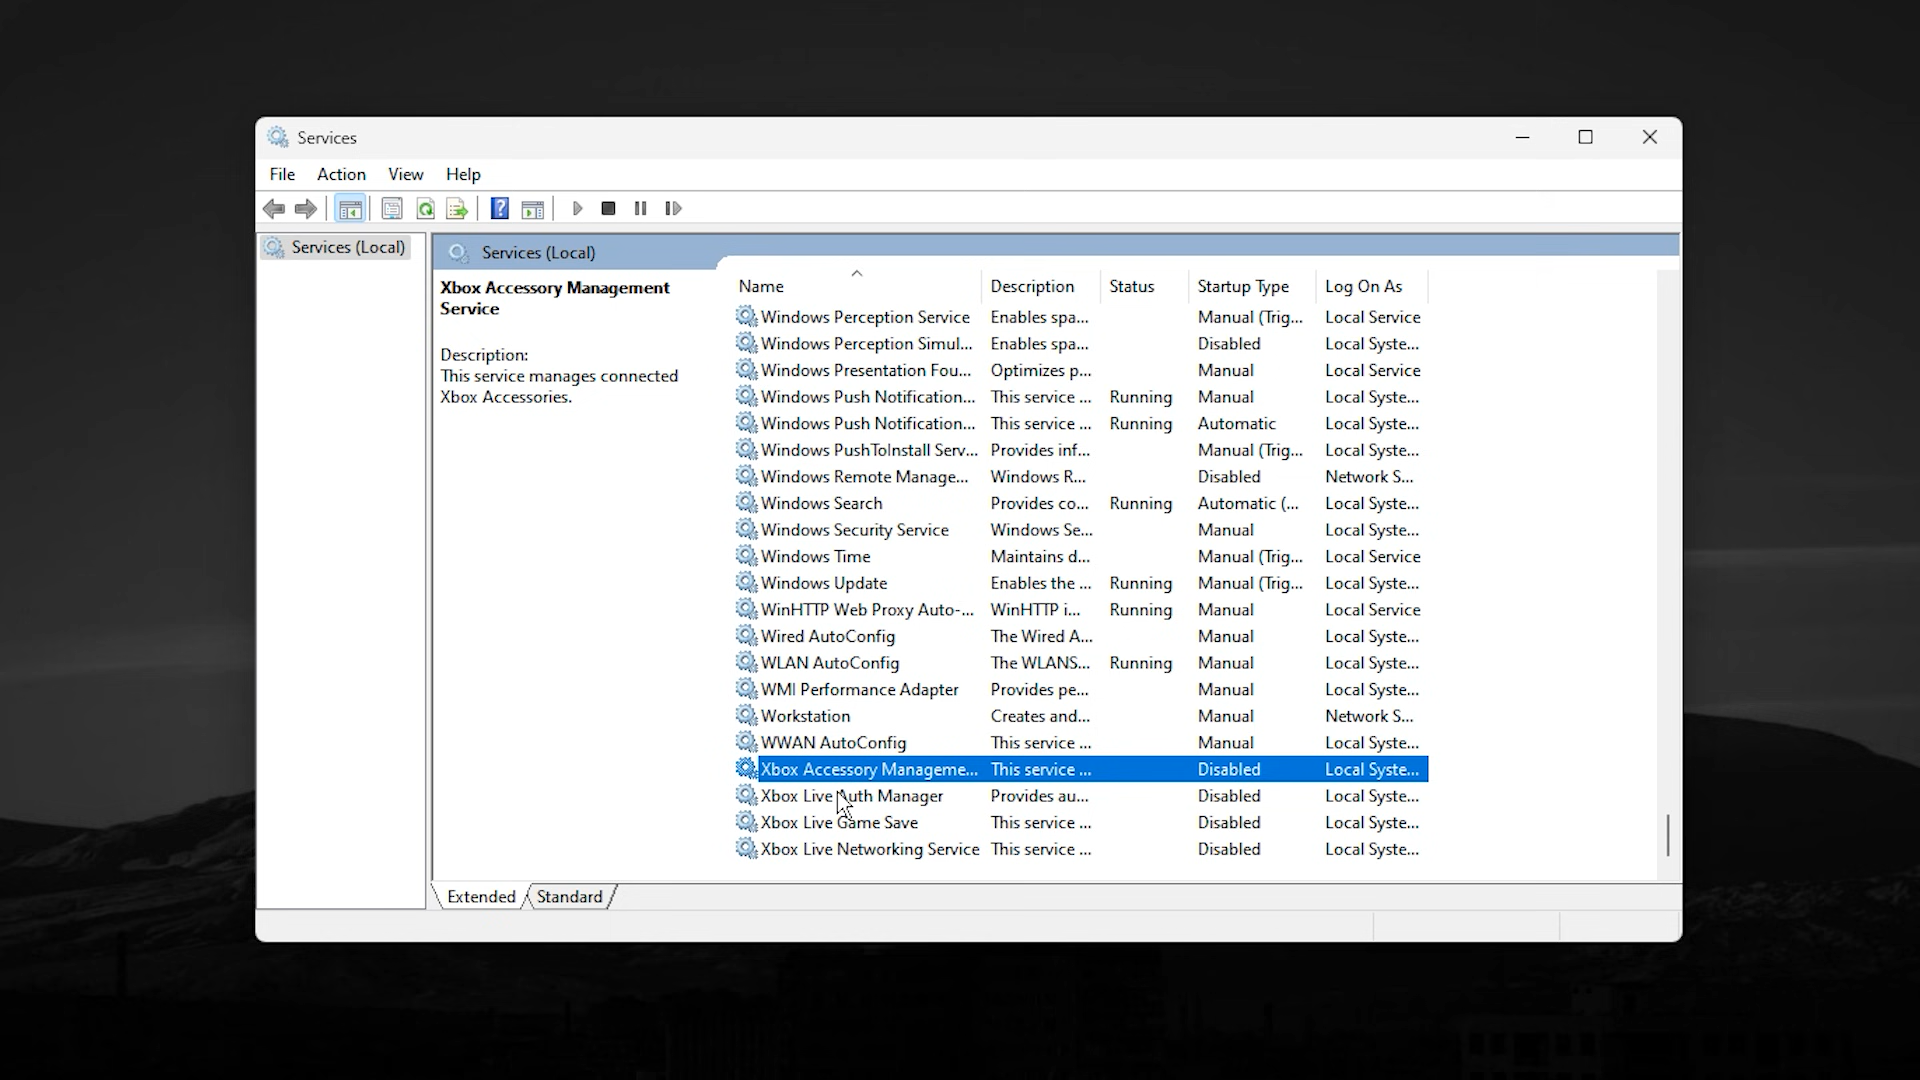 Services
File Action View Help
Services (Local)
Services (Local)
Xbox Accessory Management
Service
Description:
This service manages connected
Xbox Accessories.
Name Description Status Startup Type Log On As
Windows Perception Service Enables spa... Manual (Trig... Local Service
Windows Perception Simul... Enables spa... Disabled Local Syste...
Windows Presentation Fou... Optimizes p... Manual Local Service
Windows Push Notification... This service ... Running Manual Local Syste...
Windows Push Notification... This service ... Running Automatic Local Syste...
Windows PushToInstall Serv... Provides inf... Manual (Trig... Local Syste...
Windows Remote Manage... Windows R... Disabled Network S...
Windows Search Provides co... Running Automatic (... Local Syste...
Windows Security Service Windows Se... Manual Local Syste...
Windows Time Maintains d... Manual (Trig... Local Service
Windows Update Enables the ... Running Manual (Trig... Local Syste...
WinHTTP Web Proxy Auto-... WinHTTP i... Running Manual Local Service
Wired AutoConfig The Wired A... Manual Local Syste...
WLAN AutoConfig The WLANS... Running Manual Local Syste...
WMI Performance Adapter Provides pe... Manual Local Syste...
Workstation Creates and... Manual Network S...
WWAN AutoConfig This service ... Manual Local Syste...
Xbox Accessory Manageme... This service ... Disabled Local Syste...
Xbox Live Auth Manager Provides au... Disabled Local Syste...
Xbox Live Game Save This service ... Disabled Local Syste...
Xbox Live Networking Service This service ... Disabled Local Syste...
Extended Standard